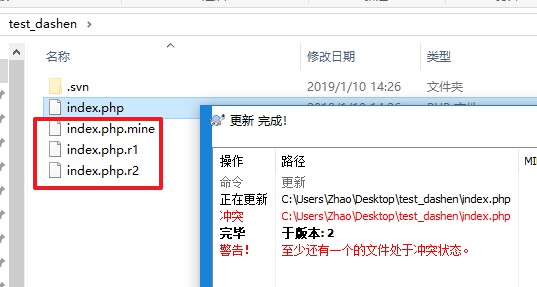 test_dashen
名称
修改日期
类型
.svn
2019/1/10 14:26
文件夹
index.php
index.php.mine
index.php.r1
index.php.r2
更新 完成!
操作
路径
命令
更新
正在更新
C:\Users\Zhao\Desktop\test_dashen\index.php
冲突
C:\Users\Zhao\Desktop\test_dashen\index.php
完毕
于版本: 2
警告!
至少还有一个的文件处于冲突状态。